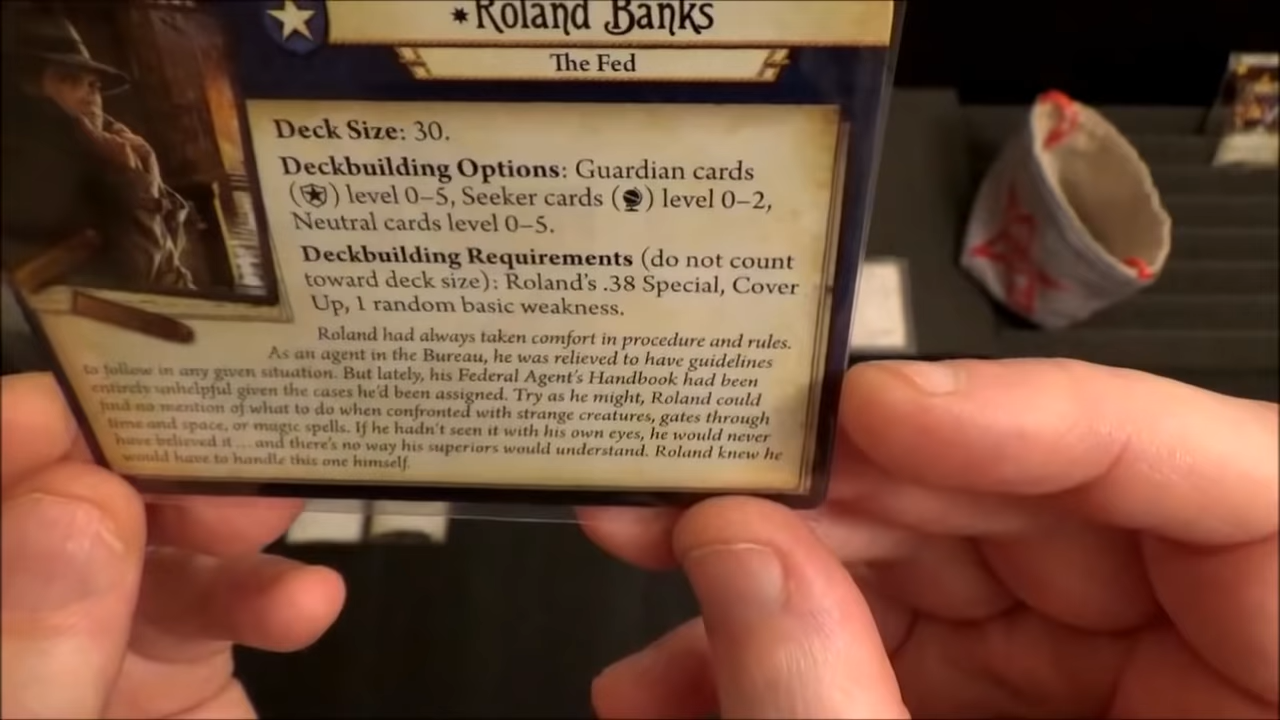 Roland Banks
The Fed
Deck Size: 30.
Deckbuilding Options: Guardian cards
( ) level 0–5, Seeker cards ( ) level 0–2,
Neutral cards level 0–5.
Deckbuilding Requirements (do not count
toward deck size): Roland's .38 Special, Cover
Up, 1 random basic weakness.
Roland had always taken comfort in procedure and rules.
As an agent in the Bureau, he was relieved to have guidelines
to follow in any given situation. But lately, his Federal Agent's Handbook had been
entirely unhelpful given the cases he'd been assigned. Try as he might, Roland could
find no mention of what to do when confronted with strange creatures, gates through
time and space, or magic spells. If he hadn't seen it with his own eyes, he would never
have believed it…and there's no way his superiors would understand. Roland knew he
would have to handle this one himself.